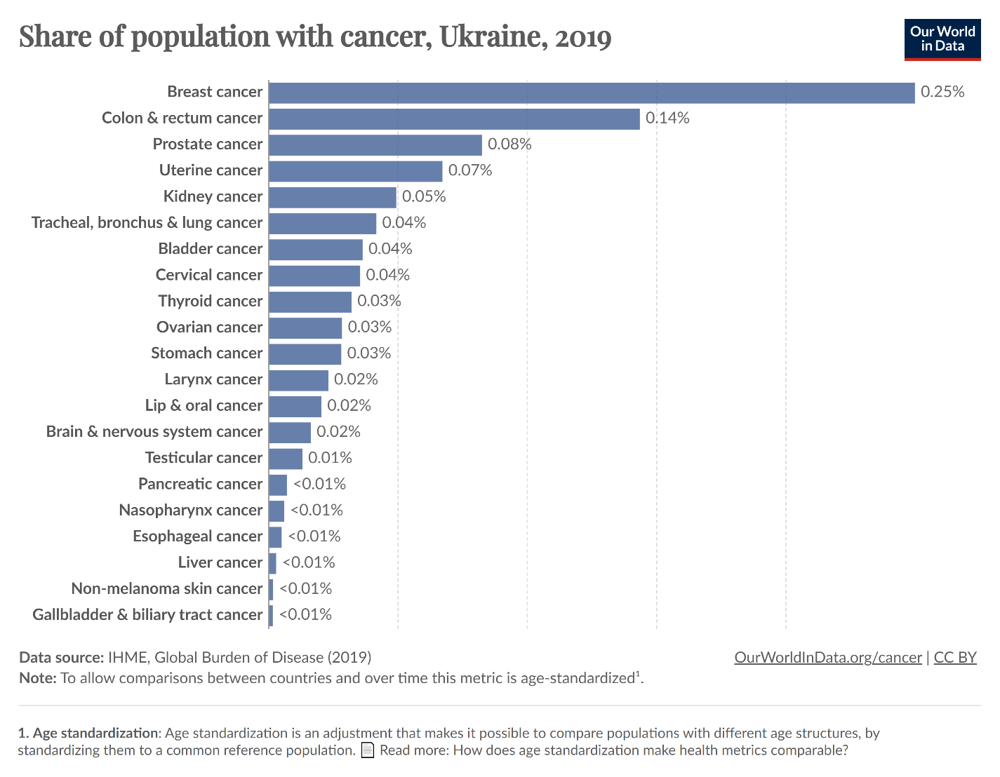 Share of population with cancer, Ukraine, 2019
Our World
in Data
Breast cancer 0.25%
Colon & rectum cancer 0.14%
Prostate cancer 0.08%
Uterine cancer 0.07%
Kidney cancer 0.05%
Tracheal, bronchus & lung cancer 0.04%
Bladder cancer 0.04%
Cervical cancer 0.04%
Thyroid cancer 0.03%
Ovarian cancer 0.03%
Stomach cancer 0.03%
Larynx cancer 0.02%
Lip & oral cancer 0.02%
Brain & nervous system cancer 0.02%
Testicular cancer 0.01%
Pancreatic cancer <0.01%
Nasopharynx cancer <0.01%
Esophageal cancer <0.01%
Liver cancer <0.01%
Non-melanoma skin cancer <0.01%
Gallbladder & biliary tract cancer <0.01%
Data source: IHME, Global Burden of Disease (2019)
OurWorldInData.org/cancer | CC BY
Note: To allow comparisons between countries and over time this metric is age-standardized¹.
1. Age standardization: Age standardization is an adjustment that makes it possible to compare populations with different age structures, by
standardizing them to a common reference population. 📄 Read more: How does age standardization make health metrics comparable?